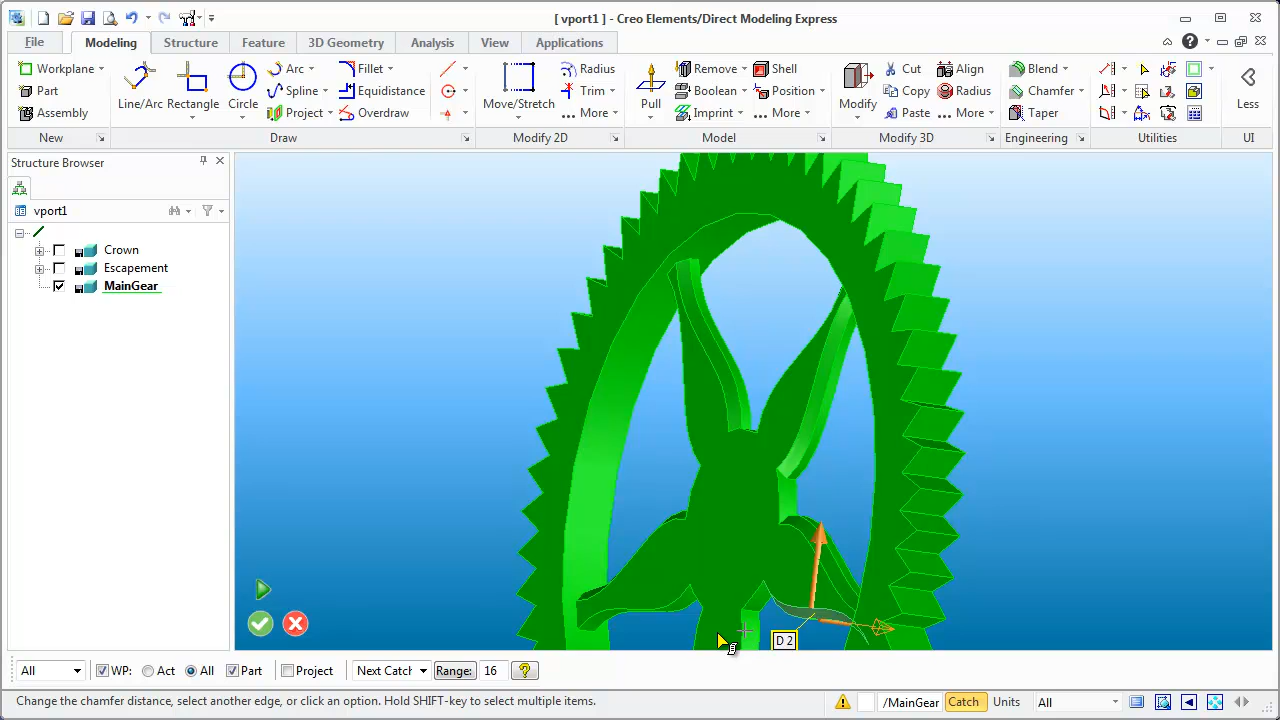 [ vport1 ] - Creo Elements/Direct Modeling Express
File Modeling Structure Feature 3D Geometry Analysis View Applications
Workplane Arc Fillet Radius Remove Shell Cut Align Blend
Part Line/Arc Rectangle Circle Spline Equidistance Move/Stretch Trim Pull Boolean Position Modify Copy Radius Chamfer Less
Assembly Project Overdraw More Imprint More Paste More Taper
New Draw Modify 2D Model Modify 3D Engineering Utilities UI
Structure Browser
vport1
Crown
Escapement
MainGear
D 2
All WP: Act All Part Project Next Catch Range: 16 ?
Change the chamfer distance, select another edge, or click an option. Hold SHIFT-key to select multiple items. /MainGear Catch Units All